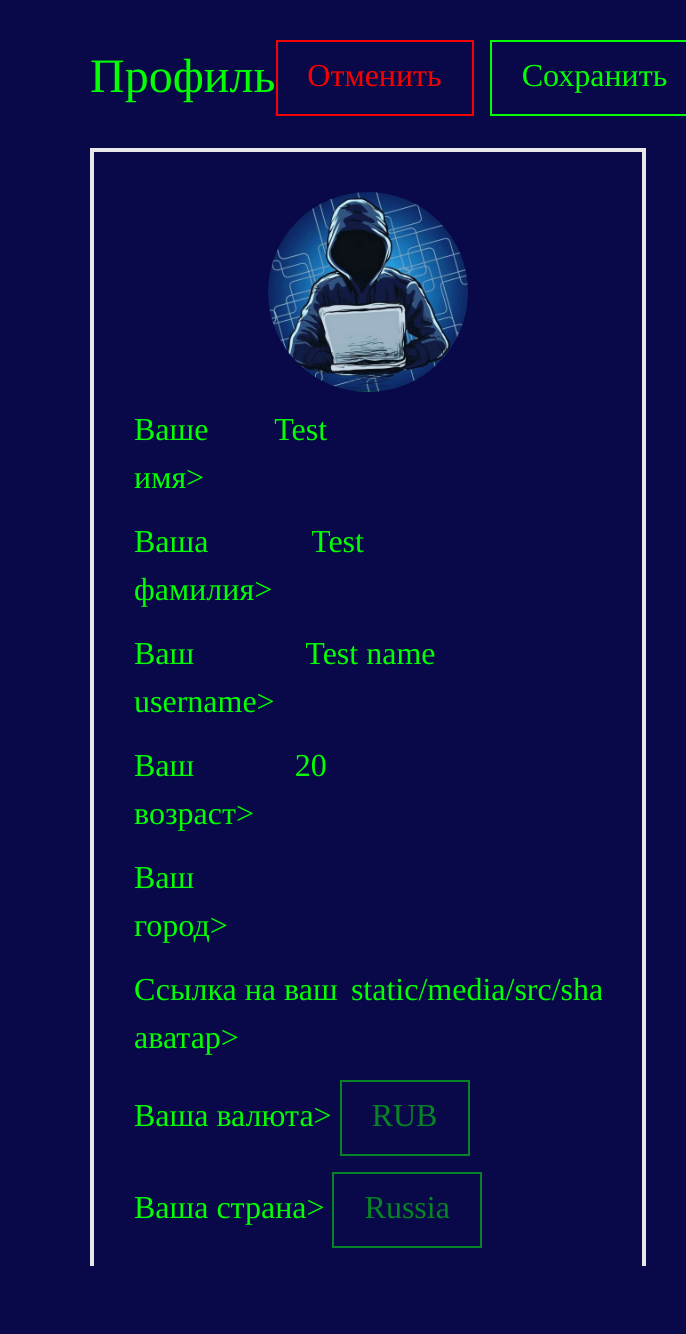 Профиль Отменить Сохранить
Ваше Test
имя>
Ваша Test
фамилия>
Ваш Test name
username>
Ваш 20
возраст>
Ваш
город>
Ссылка на ваш static/media/src/sha
аватар>
Ваша валюта> RUB
Ваша страна> Russia